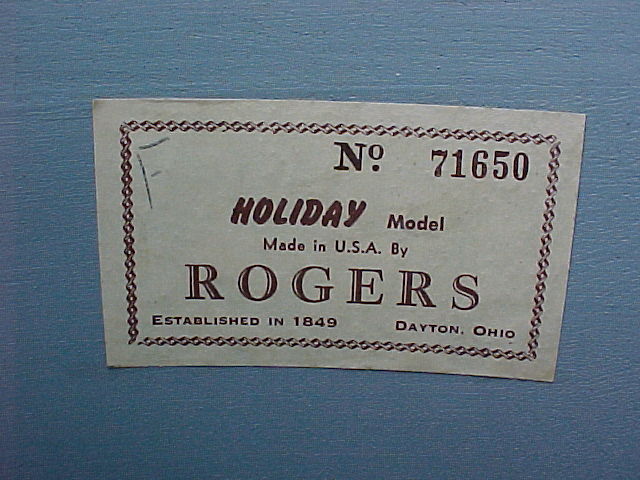 Nº 71650
HOLIDAY Model
Made in U.S.A. By
ROGERS
ESTABLISHED IN 1849 DAYTON, OHIO